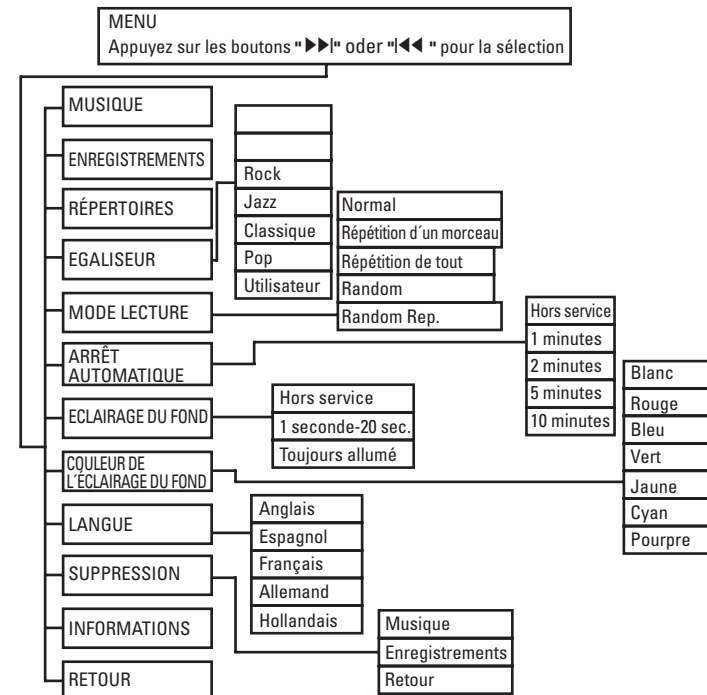 MENU
Appuyez sur les boutons "▶▶|" oder "|◀◀ " pour la sélection
MUSIQUE
ENREGISTREMENTS
RÉPERTOIRES
EGALISEUR
MODE LECTURE
ARRÊT
AUTOMATIQUE
ECLAIRAGE DU FOND
COULEUR DE
L´ÉCLAIRAGE DU FOND
LANGUE
SUPPRESSION
INFORMATIONS
RETOUR
Rock
Jazz
Classique
Pop
Utilisateur
Normal
Répétition d´un morceau
Répétition de tout
Random
Random Rep.
Hors service
1 minutes
2 minutes
5 minutes
10 minutes
Hors service
1 seconde-20 sec.
Toujours allumé
Blanc
Rouge
Bleu
Vert
Jaune
Cyan
Pourpre
Anglais
Espagnol
Français
Allemand
Hollandais
Musique
Enregistrements
Retour